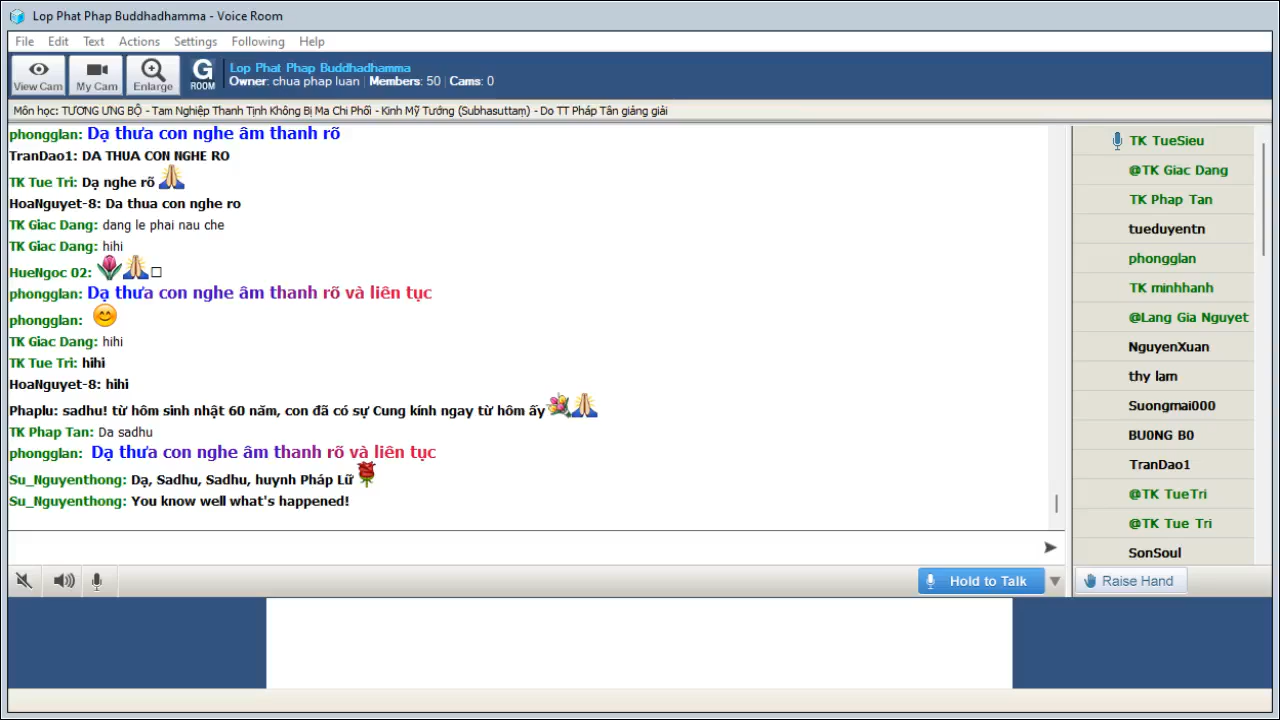 Lop Phat Phap Buddhadhamma - Voice Room
File Edit Text Actions Settings Following Help
View Cam My Cam Enlarge G ROOM
Lop Phat Phap Buddhadhamma
Owner: chua phap luan Members: 50 Cams: 0
Môn học: TƯƠNG ƯNG BỘ - Tam Nghiệp Thanh Tịnh Không Bị Ma Chi Phối - Kinh Mỹ Tướng (Subhasuttaṃ) - Do TT Pháp Tân giảng giải
phongglan: Dạ thưa con nghe âm thanh rõ
TranDao1: DA THUA CON NGHE RO
TK Tue Tri: Dạ nghe rõ
HoaNguyet-8: Da thua con nghe ro
TK Giac Dang: dang le phai nau che
TK Giac Dang: hihi
HueNgoc 02:
phongglan: Dạ thưa con nghe âm thanh rõ và liên tục
phongglan:
TK Giac Dang: hihi
TK Tue Tri: hihi
HoaNguyet-8: hihi
Phaplu: sadhu! từ hôm sinh nhật 60 năm, con đã có sự Cung kính ngay từ hôm ấy
TK Phap Tan: Da sadhu
phongglan: Dạ thưa con nghe âm thanh rõ và liên tục
Su_Nguyenthong: Dạ, Sadhu, Sadhu, huynh Pháp Lữ
Su_Nguyenthong: You know well what's happened!
TK TueSieu
@TK Giac Dang
TK Phap Tan
tueduyentn
phongglan
TK minhhanh
@Lang Gia Nguyet
NguyenXuan
thy lam
Suongmai000
BU0NG B0
TranDao1
@TK TueTri
@TK Tue Tri
SonSoul
Hold to Talk
Raise Hand